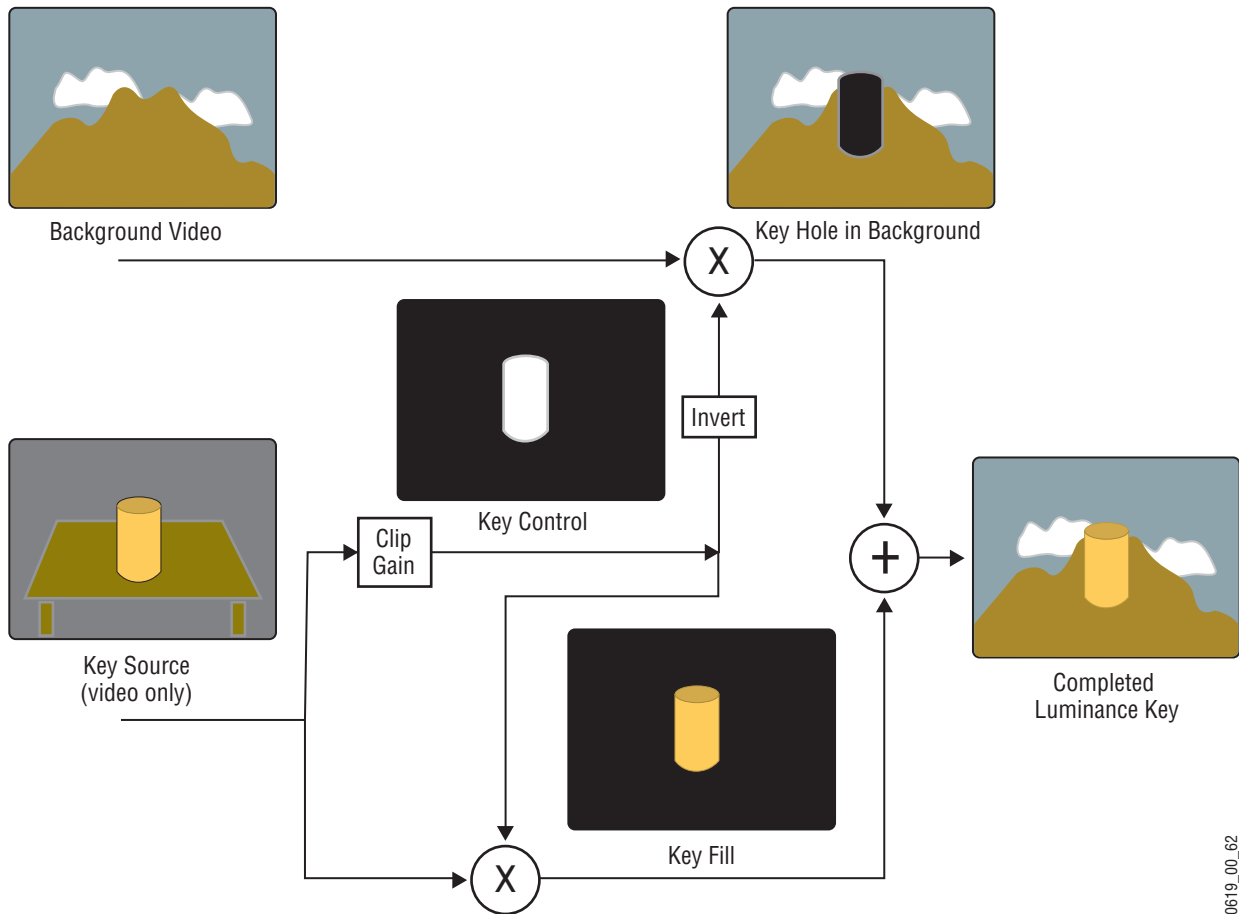 Background Video
Key Hole in Background
X
Invert
Key Control
Clip
Gain
+
Key Source
(video only)
Completed
Luminance Key
Key Fill
X
0619_00_62